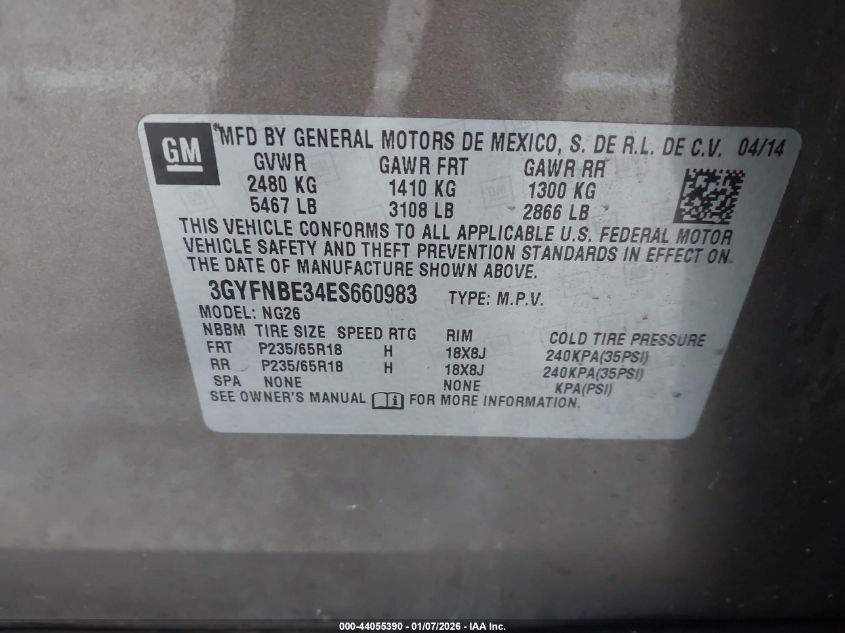 GM
MFD BY GENERAL MOTORS DE MEXICO, S. DE R.L. DE C.V. 04/14
GVWR GAWR FRT GAWR RR
2480 KG 1410 KG 1300 KG
5467 LB 3108 LB 2866 LB
THIS VEHICLE CONFORMS TO ALL APPLICABLE U.S. FEDERAL MOTOR
VEHICLE SAFETY AND THEFT PREVENTION STANDARDS IN EFFECT ON
THE DATE OF MANUFACTURE SHOWN ABOVE.
3GYFNBE34ES660983 TYPE: M.P.V.
MODEL: NG26
NBBM TIRE SIZE SPEED RTG RIM COLD TIRE PRESSURE
FRT P235/65R18 H 18X8J 240KPA(35PSI)
RR P235/65R18 H 18X8J 240KPA(35PSI)
SPA NONE NONE KPA(PSI)
SEE OWNER'S MANUAL i FOR MORE INFORMATION.
000-44055390 - 01/07/2026 - IAA Inc.